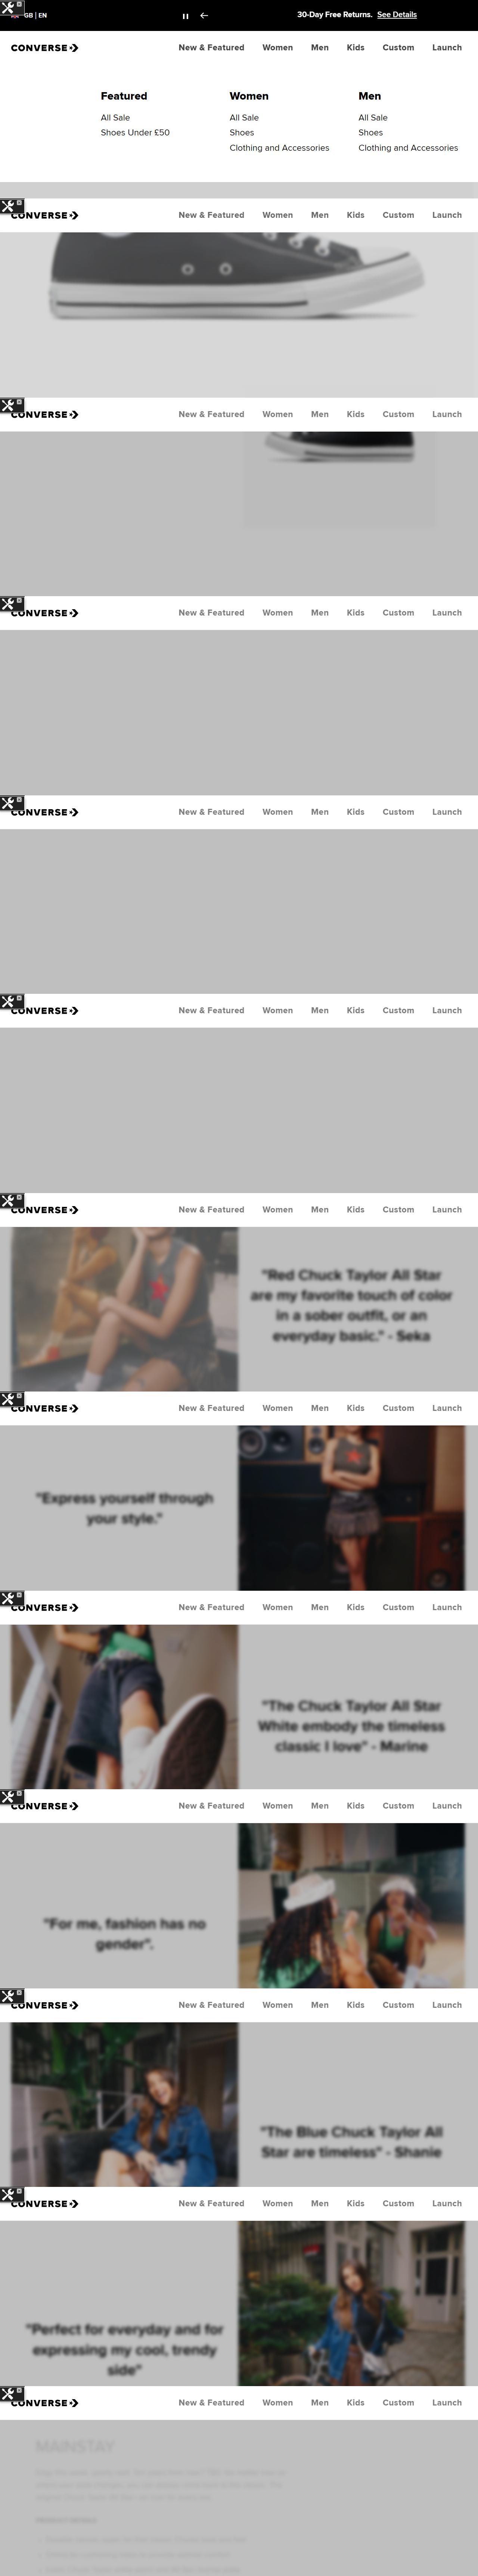 GB | EN
30-Day Free Returns. See Details
CONVERSE
New & Featured Women Men Kids Custom Launch
Featured
All Sale
Shoes Under £50
Women
All Sale
Shoes
Clothing and Accessories
Men
All Sale
Shoes
Clothing and Accessories
CONVERSE
New & Featured Women Men Kids Custom Launch
CONVERSE
New & Featured Women Men Kids Custom Launch
CONVERSE
New & Featured Women Men Kids Custom Launch
CONVERSE
New & Featured Women Men Kids Custom Launch
CONVERSE
New & Featured Women Men Kids Custom Launch
CONVERSE
New & Featured Women Men Kids Custom Launch
"Red Chuck Taylor All Star
are my favorite touch of color
in a sober outfit, or an
everyday basic." - Seka
CONVERSE
New & Featured Women Men Kids Custom Launch
"Express yourself through
your style."
CONVERSE
New & Featured Women Men Kids Custom Launch
"The Chuck Taylor All Star
White embody the timeless
classic I love" - Marine
CONVERSE
New & Featured Women Men Kids Custom Launch
"For me, fashion has no
gender".
CONVERSE
New & Featured Women Men Kids Custom Launch
"The Blue Chuck Taylor All
Star are timeless" - Shanie
CONVERSE
New & Featured Women Men Kids Custom Launch
"Perfect for everyday and for
expressing my cool, trendy
side"
CONVERSE
New & Featured Women Men Kids Custom Launch
MAINSTAY